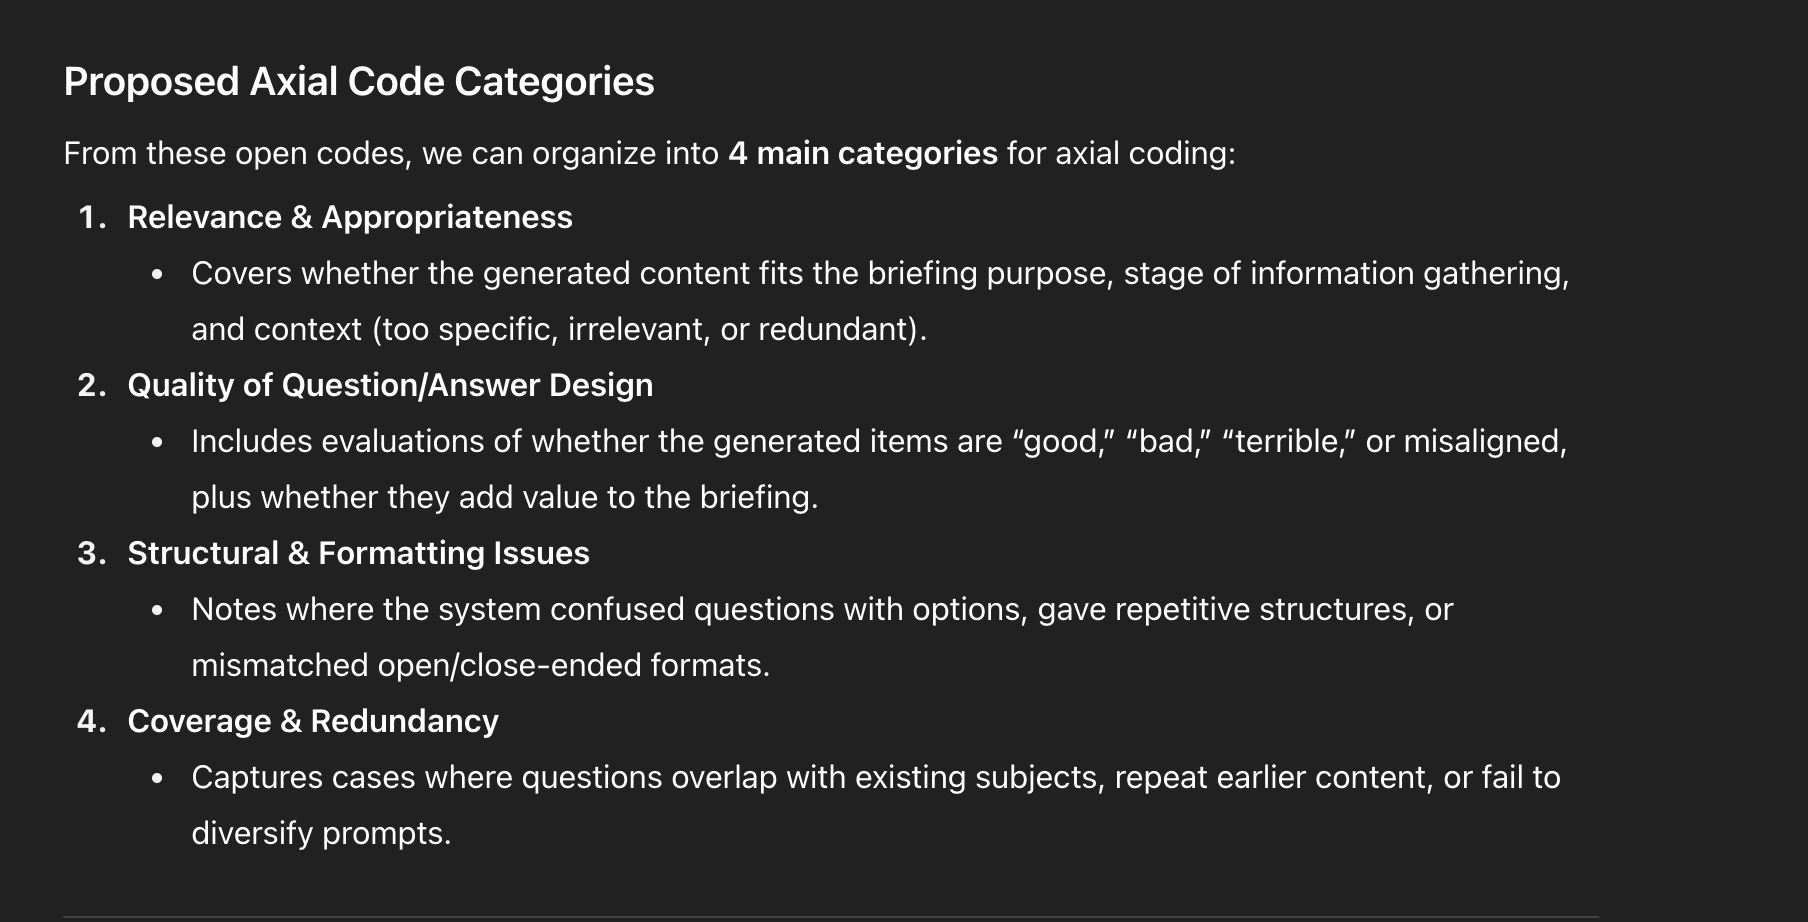 Proposed Axial Code Categories
From these open codes, we can organize into 4 main categories for axial coding:
1. Relevance & Appropriateness
• Covers whether the generated content fits the briefing purpose, stage of information gathering,
and context (too specific, irrelevant, or redundant).
2. Quality of Question/Answer Design
• Includes evaluations of whether the generated items are “good,” “bad,” “terrible,” or misaligned,
plus whether they add value to the briefing.
3. Structural & Formatting Issues
• Notes where the system confused questions with options, gave repetitive structures, or
mismatched open/close-ended formats.
4. Coverage & Redundancy
• Captures cases where questions overlap with existing subjects, repeat earlier content, or fail to
diversify prompts.